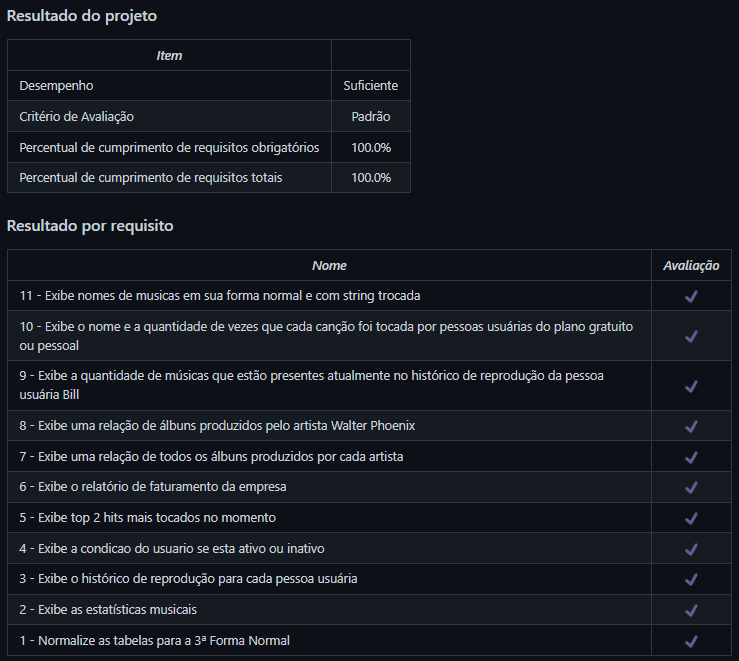 Resultado do projeto
Item
Desempenho Suficiente
Critério de Avaliação Padrão
Percentual de cumprimento de requisitos obrigatórios 100.0%
Percentual de cumprimento de requisitos totais 100.0%
Resultado por requisito
Nome Avaliação
11 - Exibe nomes de musicas em sua forma normal e com string trocada
10 - Exibe o nome e a quantidade de vezes que cada canção foi tocada por pessoas usuárias do plano gratuito
ou pessoal
9 - Exibe a quantidade de músicas que estão presentes atualmente no histórico de reprodução da pessoa
usuária Bill
8 - Exibe uma relação de álbuns produzidos pelo artista Walter Phoenix
7 - Exibe uma relação de todos os álbuns produzidos por cada artista
6 - Exibe o relatório de faturamento da empresa
5 - Exibe top 2 hits mais tocados no momento
4 - Exibe a condicao do usuario se esta ativo ou inativo
3 - Exibe o histórico de reprodução para cada pessoa usuária
2 - Exibe as estatísticas musicais
1 - Normalize as tabelas para a 3ª Forma Normal